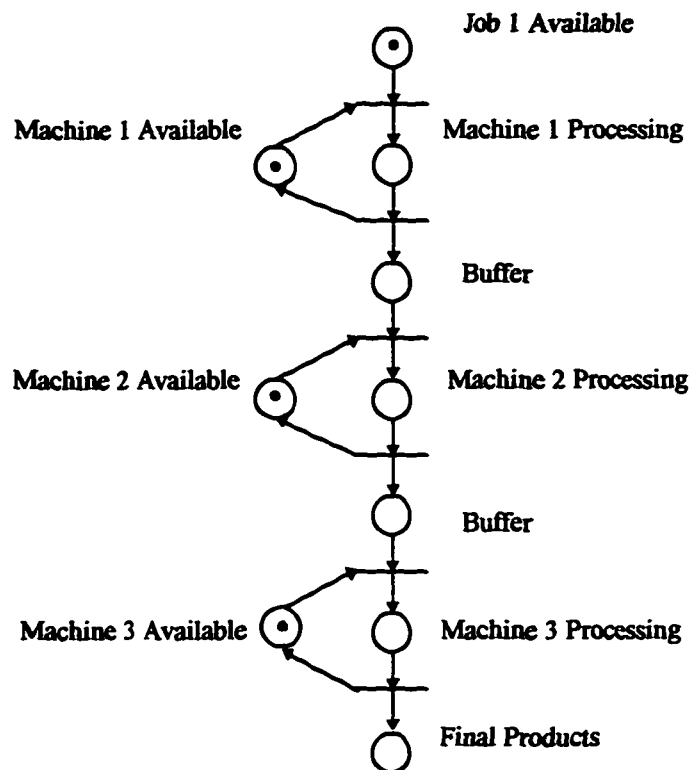 Job 1 Available
Machine 1 Available
Machine 1 Processing
Buffer
Machine 2 Available
Machine 2 Processing
Buffer
Machine 3 Available
Machine 3 Processing
Final Products